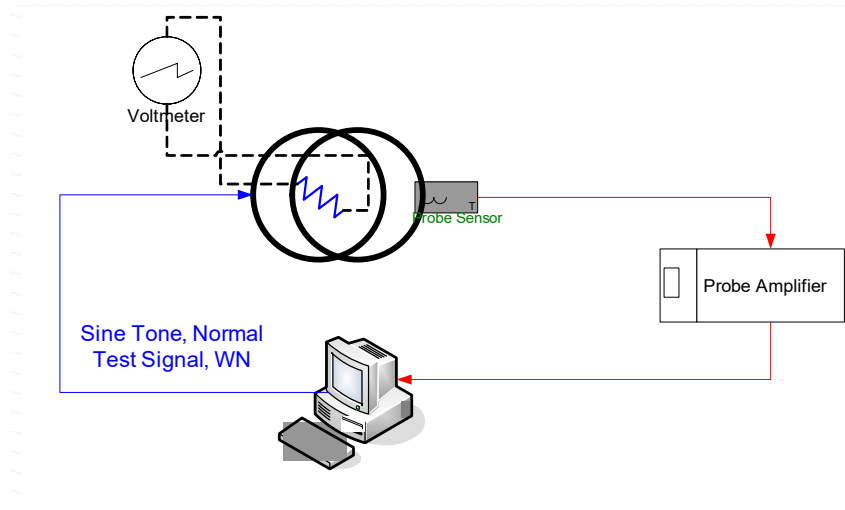 Voltmeter
T
Probe Sensor
Probe Amplifier
Sine Tone, Normal
Test Signal, WN